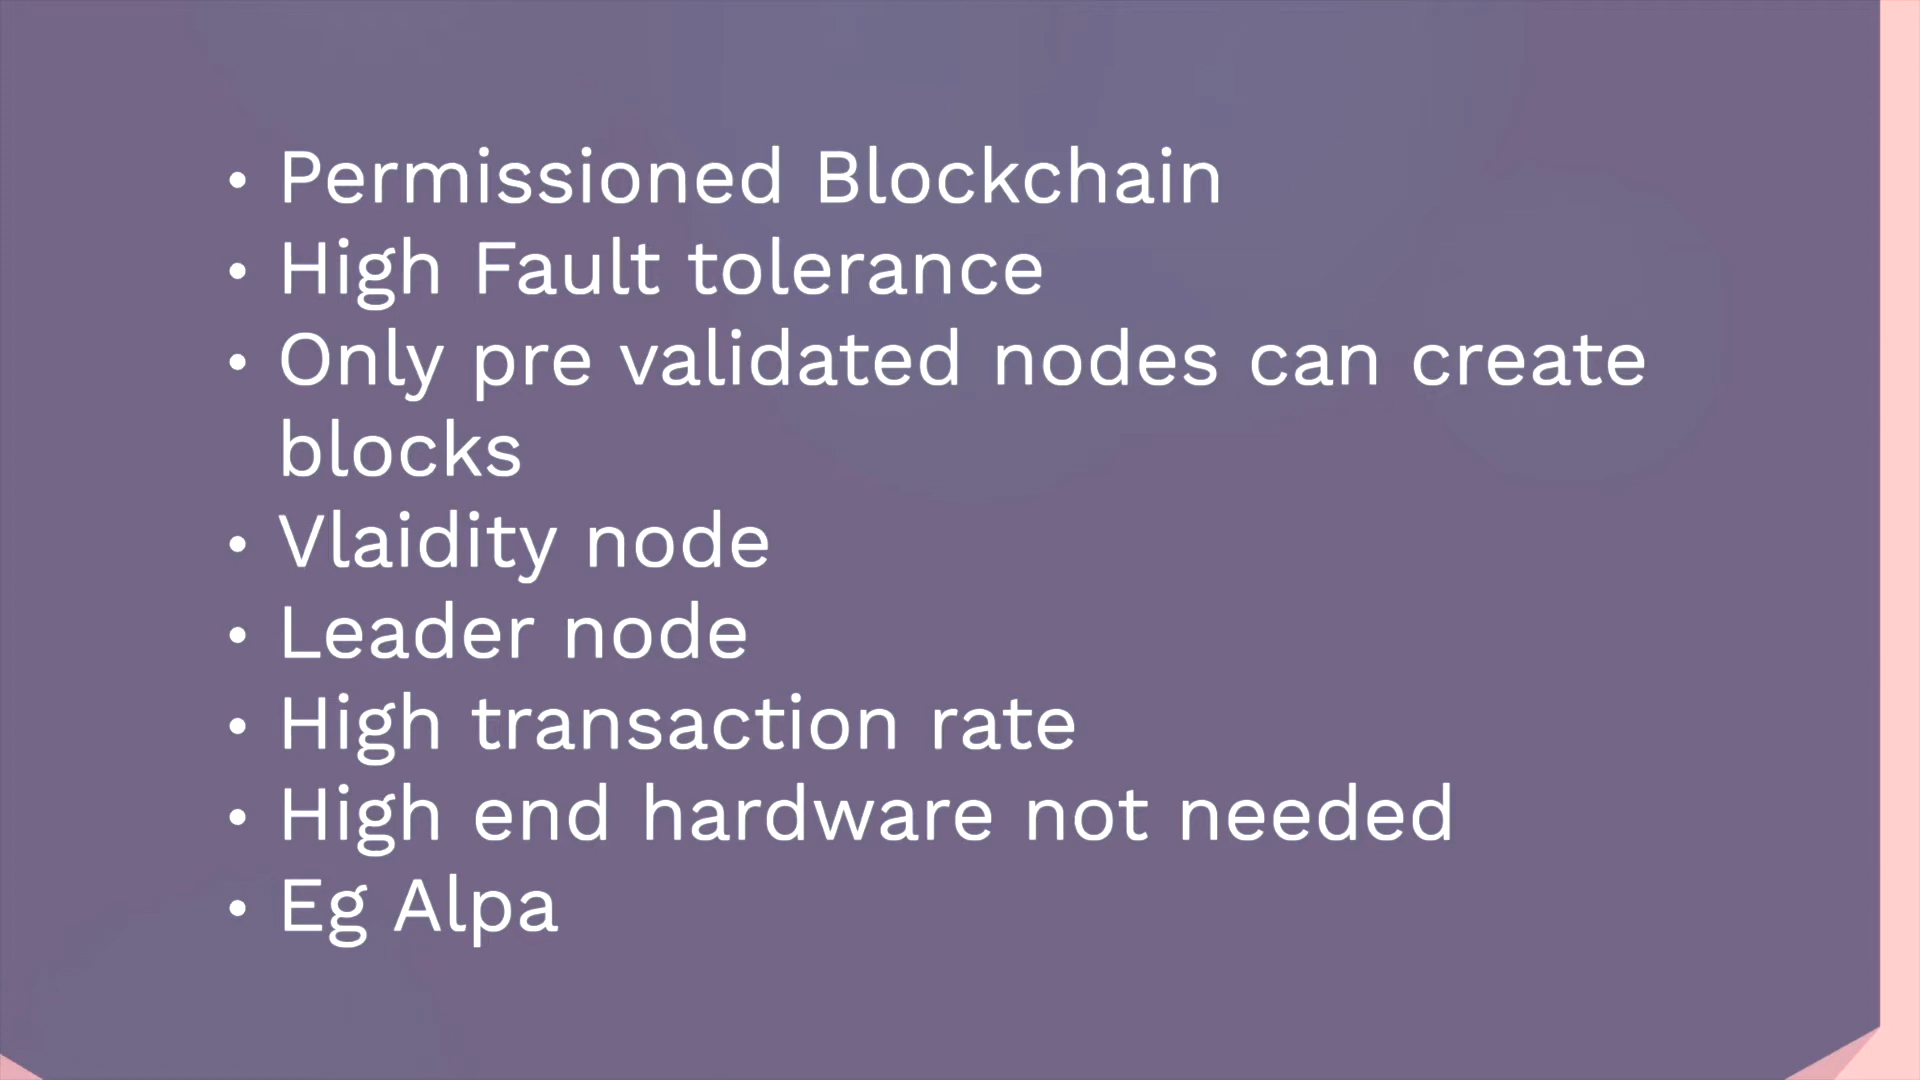 • Permissioned Blockchain
• High Fault tolerance
• Only pre validated nodes can create
blocks
• Vlaidity node
• Leader node
• High transaction rate
• High end hardware not needed
• Eg Alpa